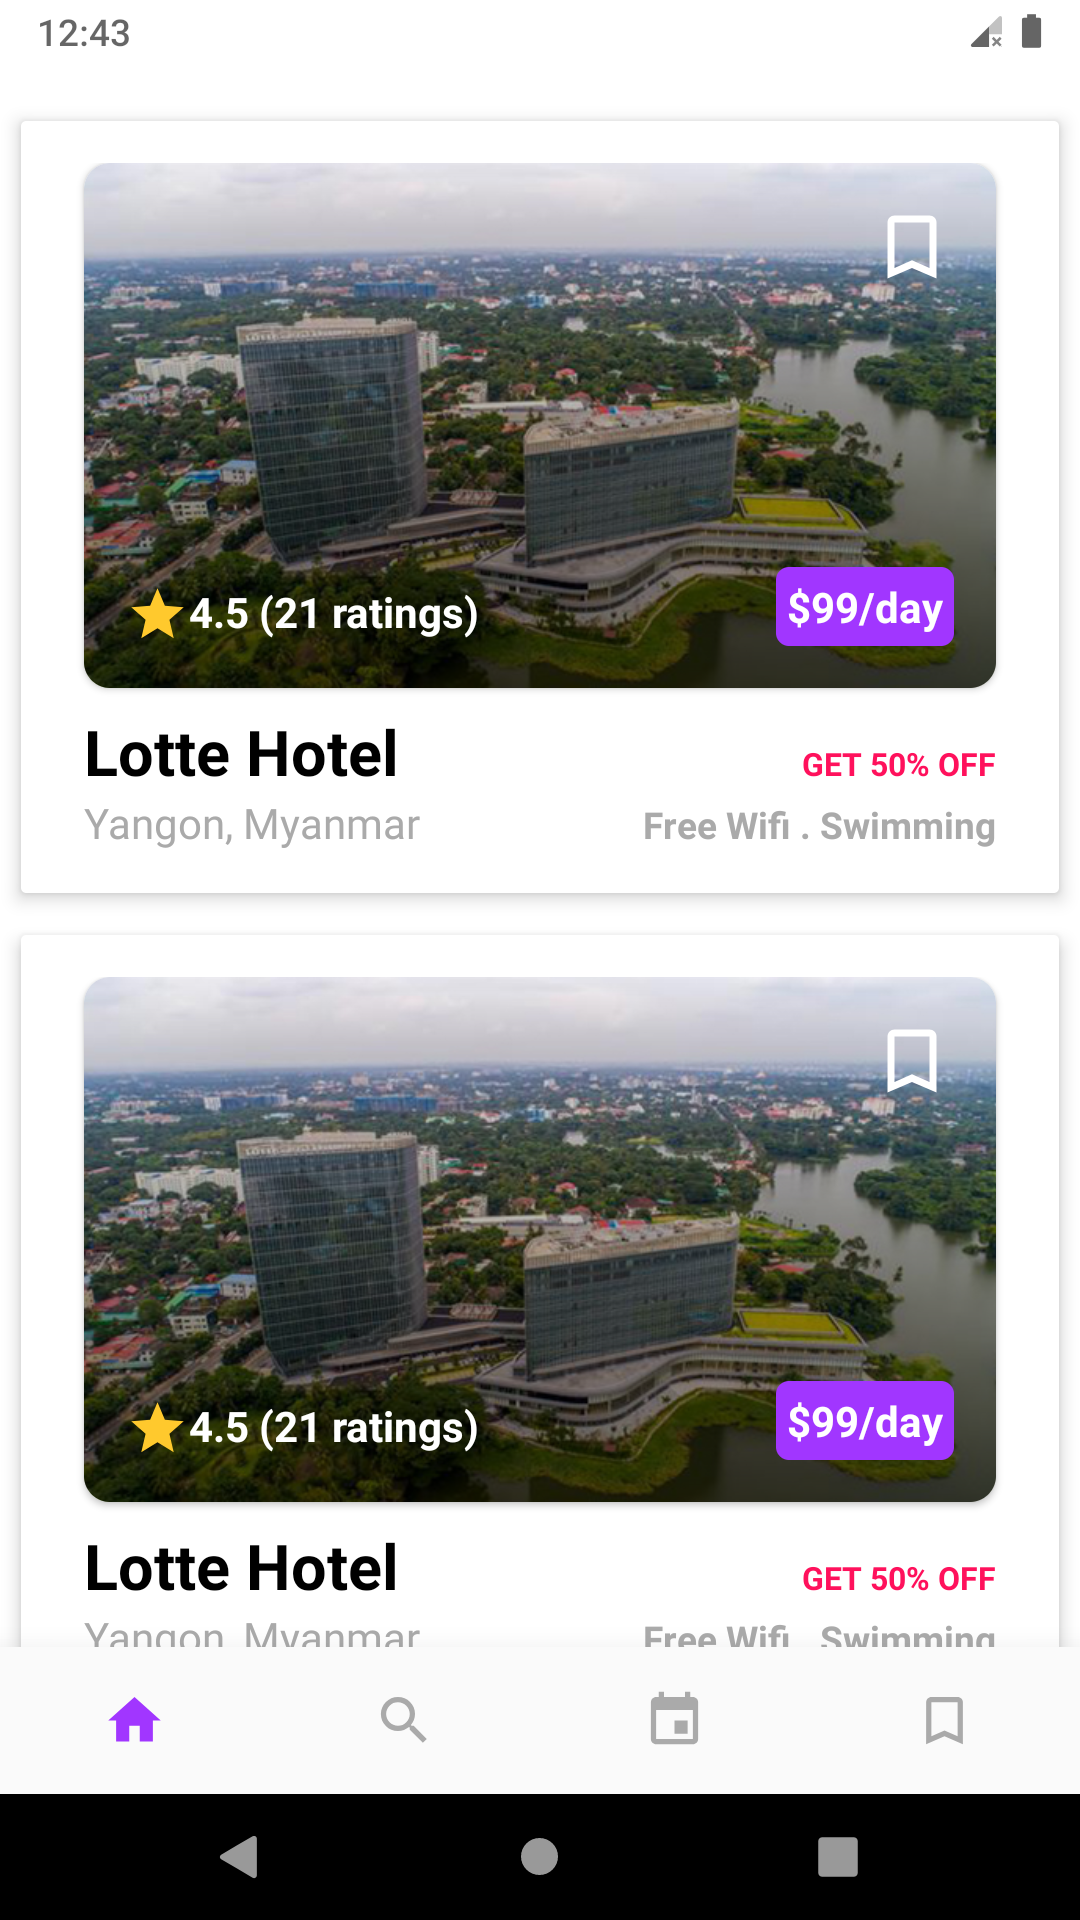 12:43
4.5 (21 ratings)
$99/day
Lotte Hotel
GET 50% OFF
Yangon, Myanmar
Free Wifi . Swimming
4.5 (21 ratings)
$99/day
Lotte Hotel
GET 50% OFF
Yangon, Myanmar
Free Wifi . Swimming